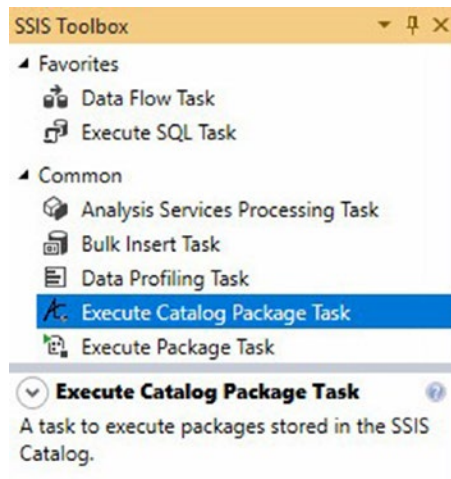 SSIS Toolbox
Favorites
Data Flow Task
Execute SQL Task
Common
Analysis Services Processing Task
Bulk Insert Task
Data Profiling Task
Execute Catalog Package Task
Execute Package Task
Execute Catalog Package Task
A task to execute packages stored in the SSIS
Catalog.